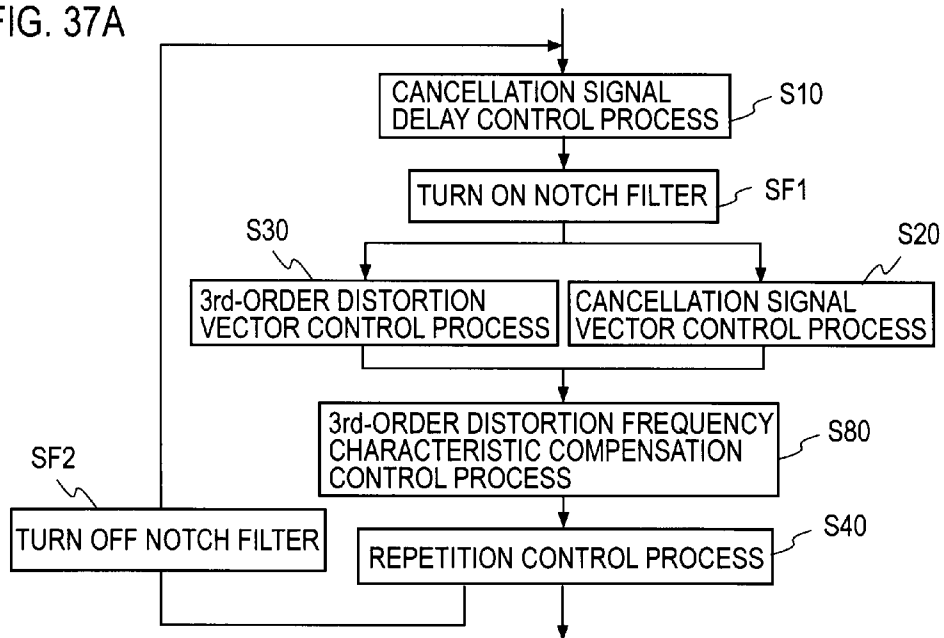 FIG. 37A
CANCELLATION SIGNAL
DELAY CONTROL PROCESS
S10
TURN ON NOTCH FILTER
SF1
S30
3rd-ORDER DISTORTION
VECTOR CONTROL PROCESS
S20
CANCELLATION SIGNAL
VECTOR CONTROL PROCESS
3rd-ORDER DISTORTION FREQUENCY
CHARACTERISTIC COMPENSATION
CONTROL PROCESS
S80
SF2
TURN OFF NOTCH FILTER
REPETITION CONTROL PROCESS
S40